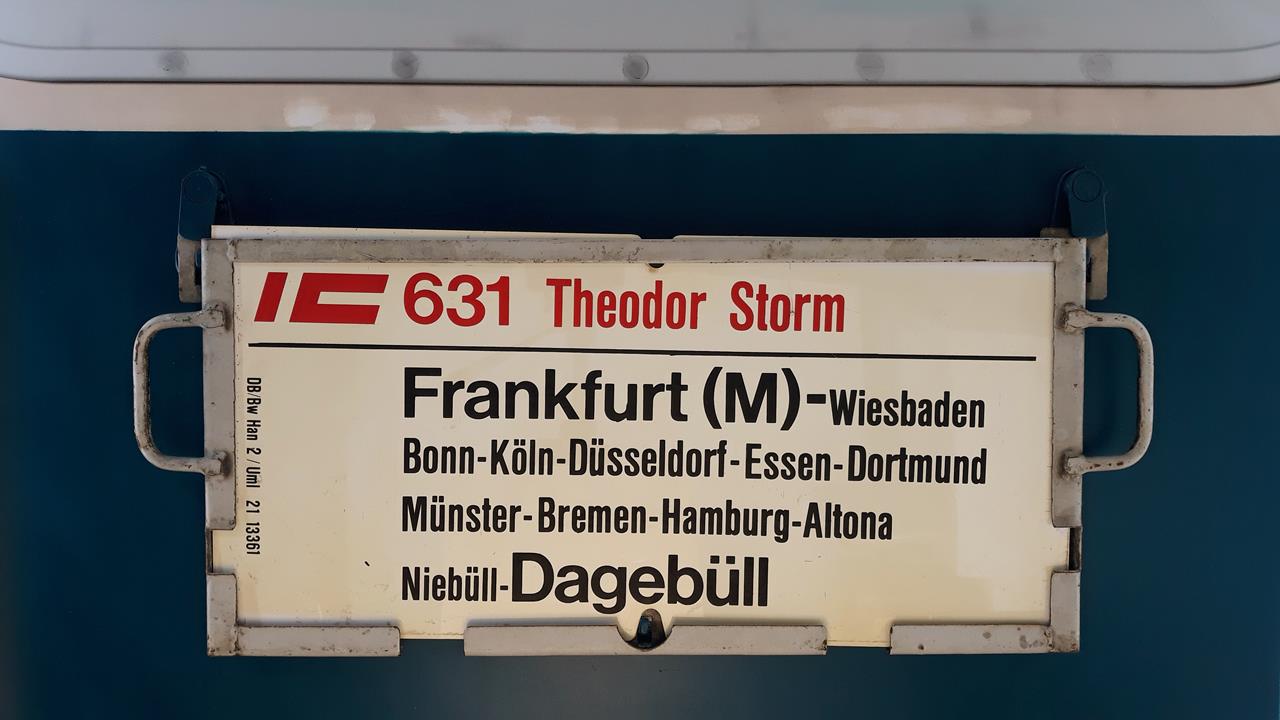 IC 631 Theodor Storm
Frankfurt (M)-Wiesbaden
Bonn-Köln-Düsseldorf-Essen-Dortmund
Münster-Bremen-Hamburg-Altona
Niebüll-Dagebüll
DB/Bw Han 2 /Uml 21 13361